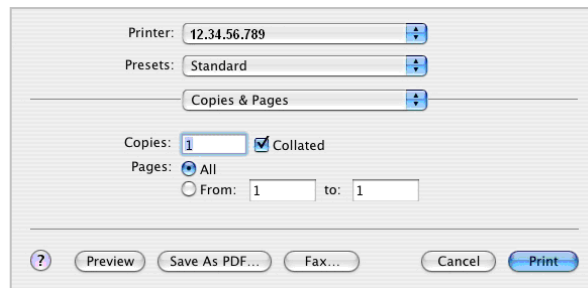 Printer: 12.34.56.789
Presets: Standard
Copies & Pages
Copies: 1 Collated
Pages: All
From: 1 to: 1
? Preview Save As PDF... Fax... Cancel Print